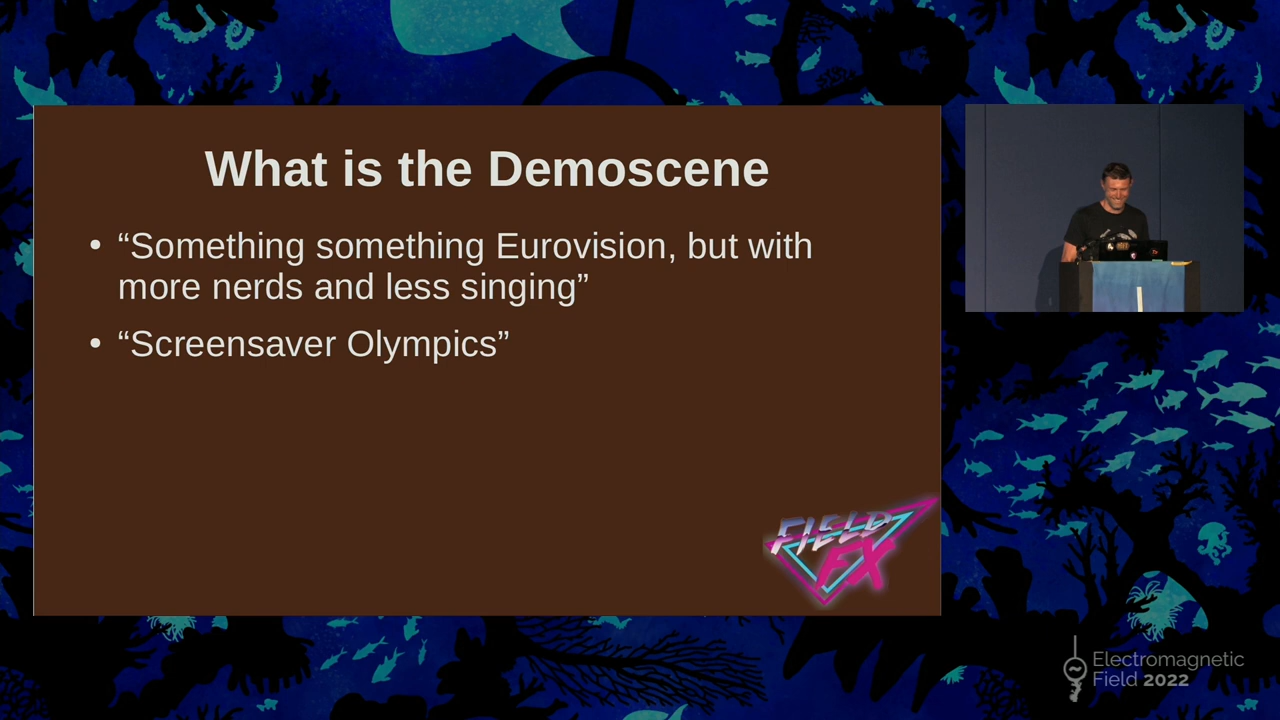 What is the Demoscene
• “Something something Eurovision, but with
more nerds and less singing”
• “Screensaver Olympics”
FIELD
FX
Electromagnetic
Field 2022